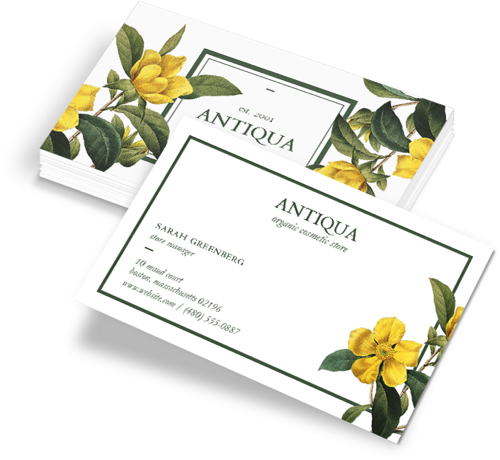 est. 2001
ANTIQUA
ANTIQUA
organic cosmetic store
SARAH GREENBERG
store manager
10 maud court
boston, massachusetts 02196
www.website.com / (480) 555-0887